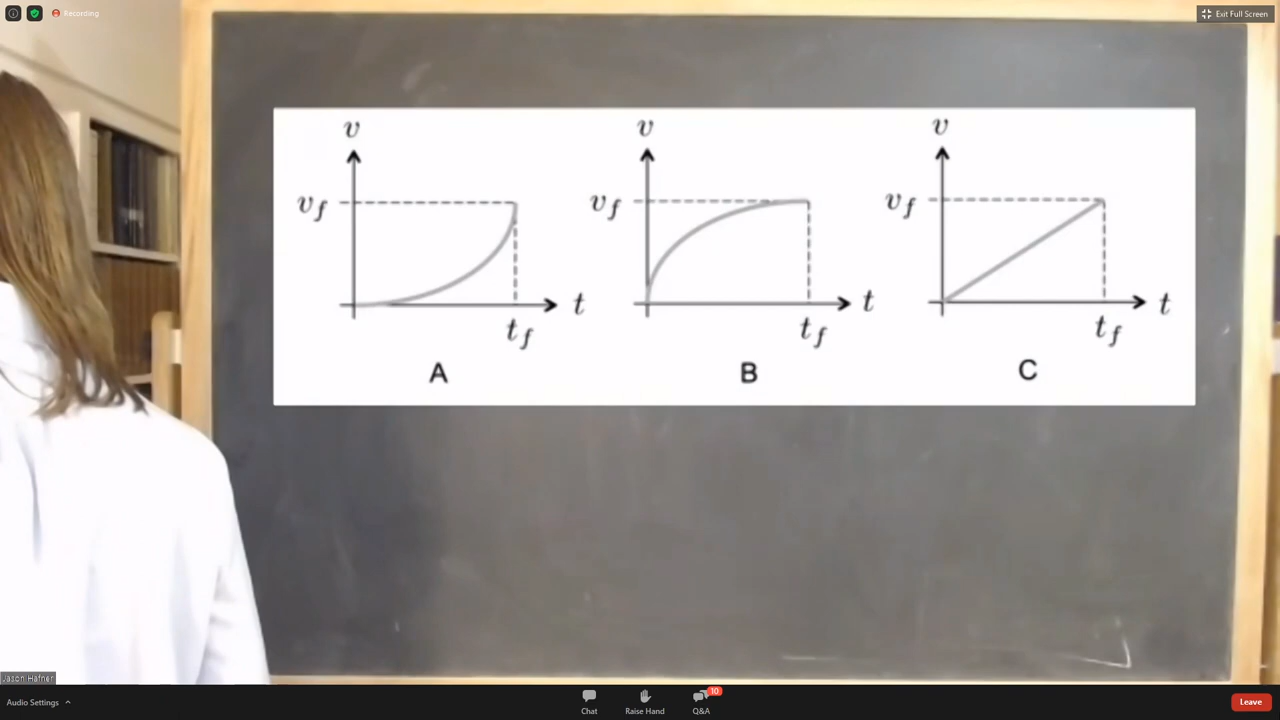 Recording
Exit Full Screen
v
v
v
v_f
v_f
v_f
t
t
t
t_f
t_f
t_f
A
B
C
Jason Hafner
Audio Settings
Chat
Raise Hand
10
Q&A
Leave